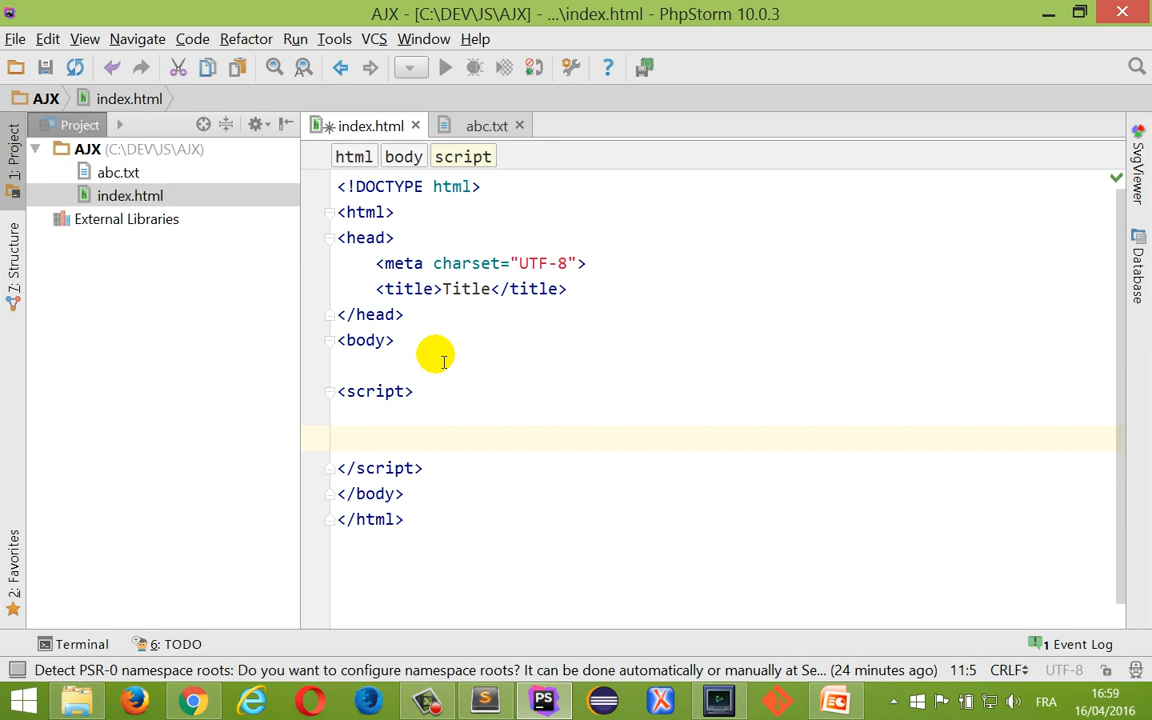 AJX - [C:\DEV\JS\AJX] - ...\index.html - PhpStorm 10.0.3
File Edit View Navigate Code Refactor Run Tools VCS Window Help
AJX index.html
Project
index.html abc.txt
html body script
1: Project
7: Structure
2: Favorites
AJX (C:\DEV\JS\AJX)
abc.txt
index.html
External Libraries
<!DOCTYPE html>
<html>
<head>
<meta charset="UTF-8">
<title>Title</title>
</head>
<body>
<script>
</script>
</body>
</html>
SvgViewer
Database
Terminal 6: TODO 1 Event Log
Detect PSR-0 namespace roots: Do you want to configure namespace roots? It can be done automatically or manually at Se... (24 minutes ago) 11:5 CRLF UTF-8
PS FRA 16:59
16/04/2016